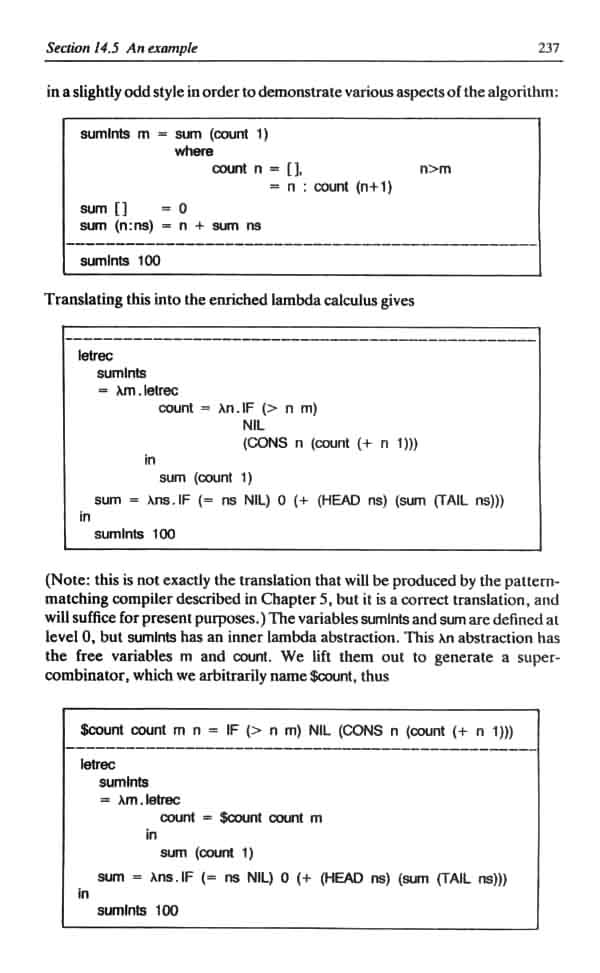 Section 14.5 An example 237
in a slightly odd style in order to demonstrate various aspects of the algorithm:
sumInts m = sum (count 1)
where
count n = [], n>m
= n : count (n+1)
sum [] = 0
sum (n:ns) = n + sum ns
sumInts 100
Translating this into the enriched lambda calculus gives
letrec
sumInts
= λm.letrec
count = λn.IF (> n m)
NIL
(CONS n (count (+ n 1)))
in
sum (count 1)
sum = λns.IF (= ns NIL) 0 (+ (HEAD ns) (sum (TAIL ns)))
in
sumInts 100
(Note: this is not exactly the translation that will be produced by the pattern-
matching compiler described in Chapter 5, but it is a correct translation, and
will suffice for present purposes.) The variables sumInts and sum are defined at
level 0, but sumInts has an inner lambda abstraction. This λn abstraction has
the free variables m and count. We lift them out to generate a super-
combinator, which we arbitrarily name $count, thus
$count count m n = IF (> n m) NIL (CONS n (count (+ n 1)))
letrec
sumInts
= λm.letrec
count = $count count m
in
sum (count 1)
sum = λns.IF (= ns NIL) 0 (+ (HEAD ns) (sum (TAIL ns)))
in
sumInts 100